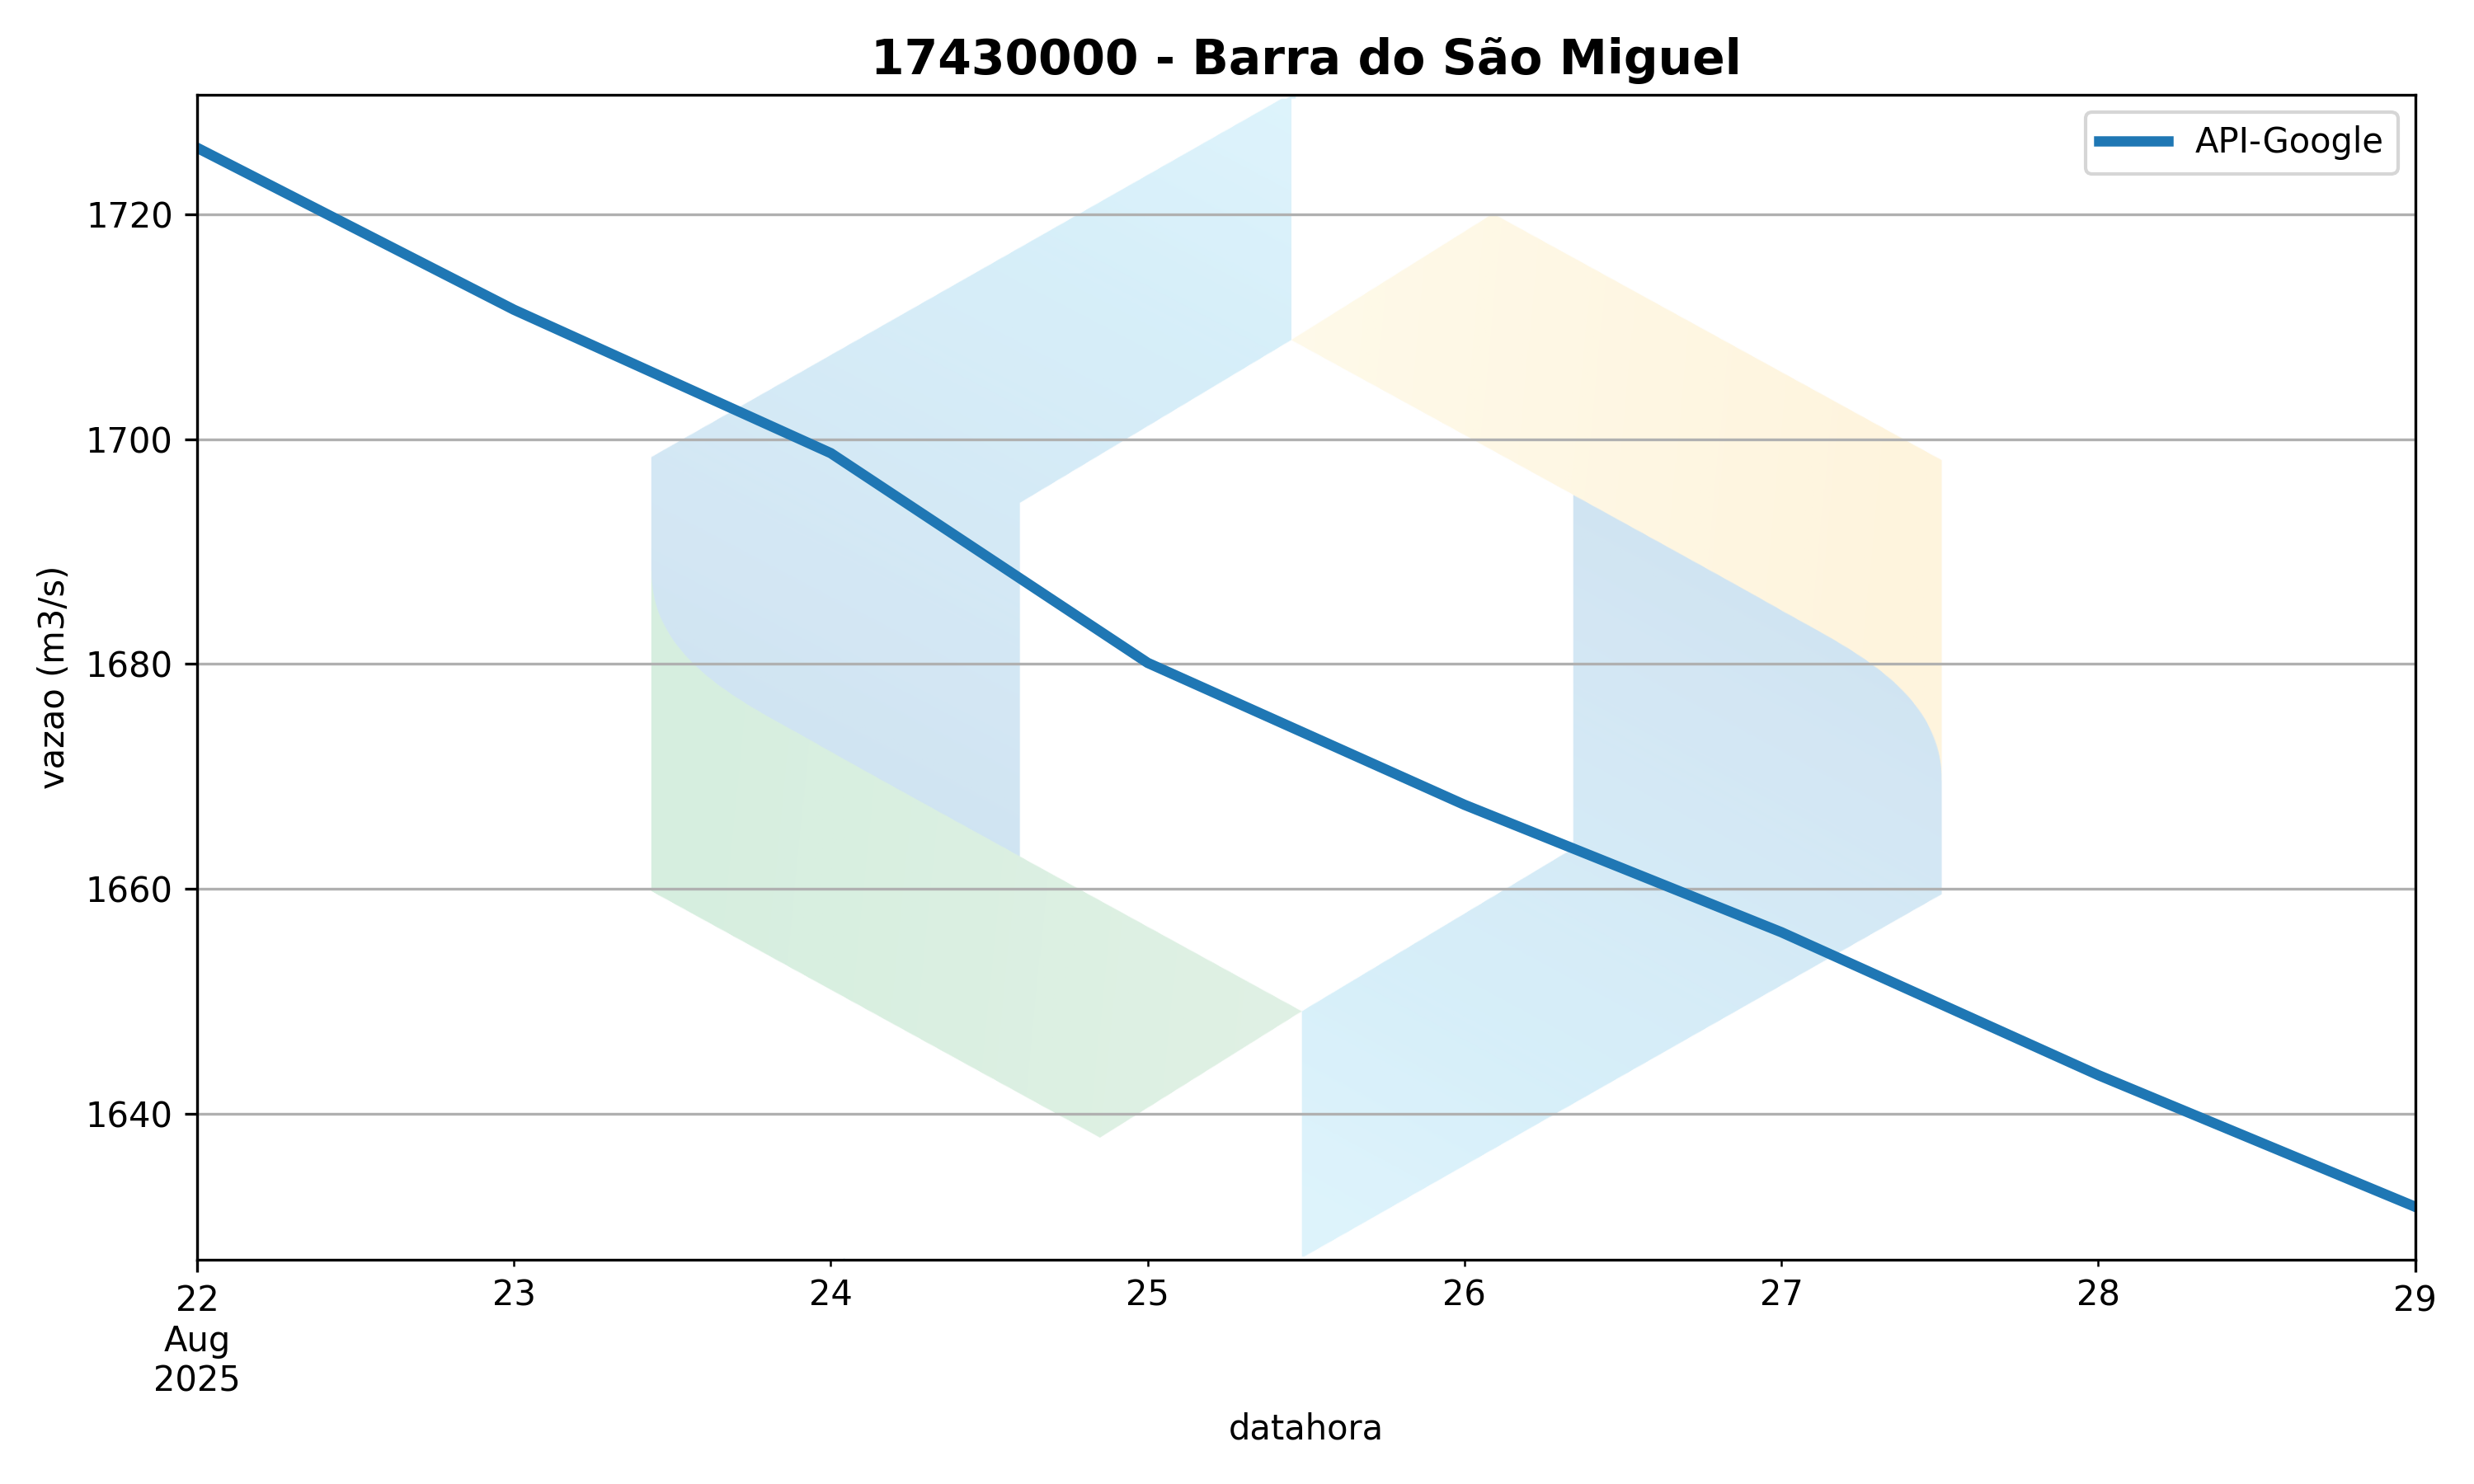 17430000 - Barra do São Miguel
API-Google
1720
1700
1680
1660
1640
vazao (m3/s)
22 23 24 25 26 27 28 29
Aug
2025
datahora